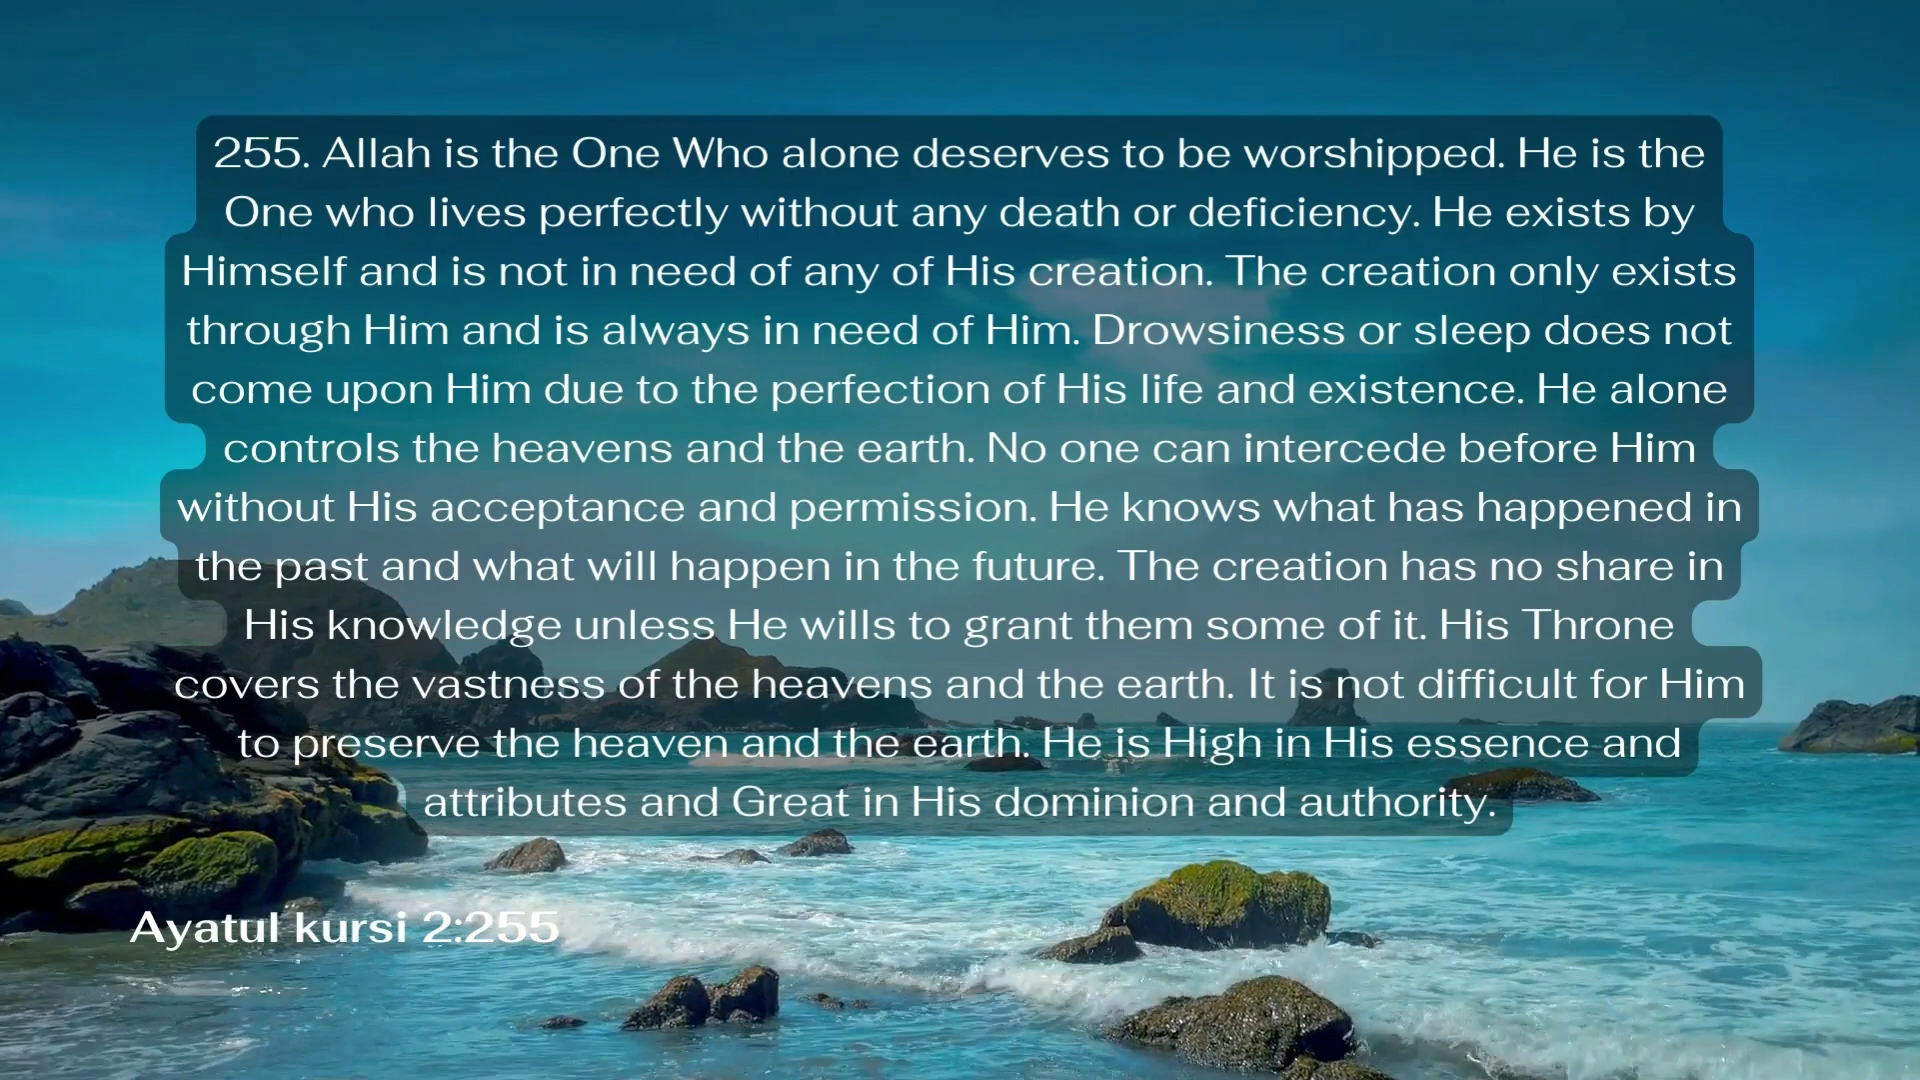 255. Allah is the One Who alone deserves to be worshipped. He is the
One who lives perfectly without any death or deficiency. He exists by
Himself and is not in need of any of His creation. The creation only exists
through Him and is always in need of Him. Drowsiness or sleep does not
come upon Him due to the perfection of His life and existence. He alone
controls the heavens and the earth. No one can intercede before Him
without His acceptance and permission. He knows what has happened in
the past and what will happen in the future. The creation has no share in
His knowledge unless He wills to grant them some of it. His Throne
covers the vastness of the heavens and the earth. It is not difficult for Him
to preserve the heaven and the earth. He is High in His essence and
attributes and Great in His dominion and authority.
Ayatul kursi 2:255